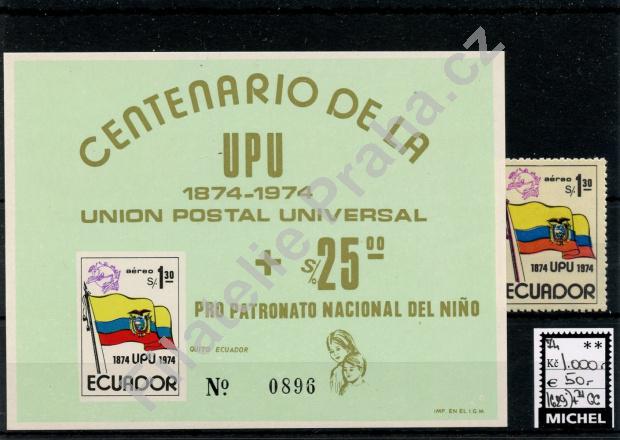 CENTENARIO DE LA
UPU
1874-1974
UNION POSTAL UNIVERSAL
+ S/. 25 00
PRO PATRONATO NACIONAL DEL NIÑO
aéreo
S/. 1 30
1874 UPU 1974
ECUADOR
QUITO ECUADOR
Nº 0896
IMP. EN EL I.G.M.
aéreo
S/. 1 30
1874 UPU 1974
ECUADOR
**
Kč 1.000,-
€ 50,-
MICHEL
Filatelie Praha.cz